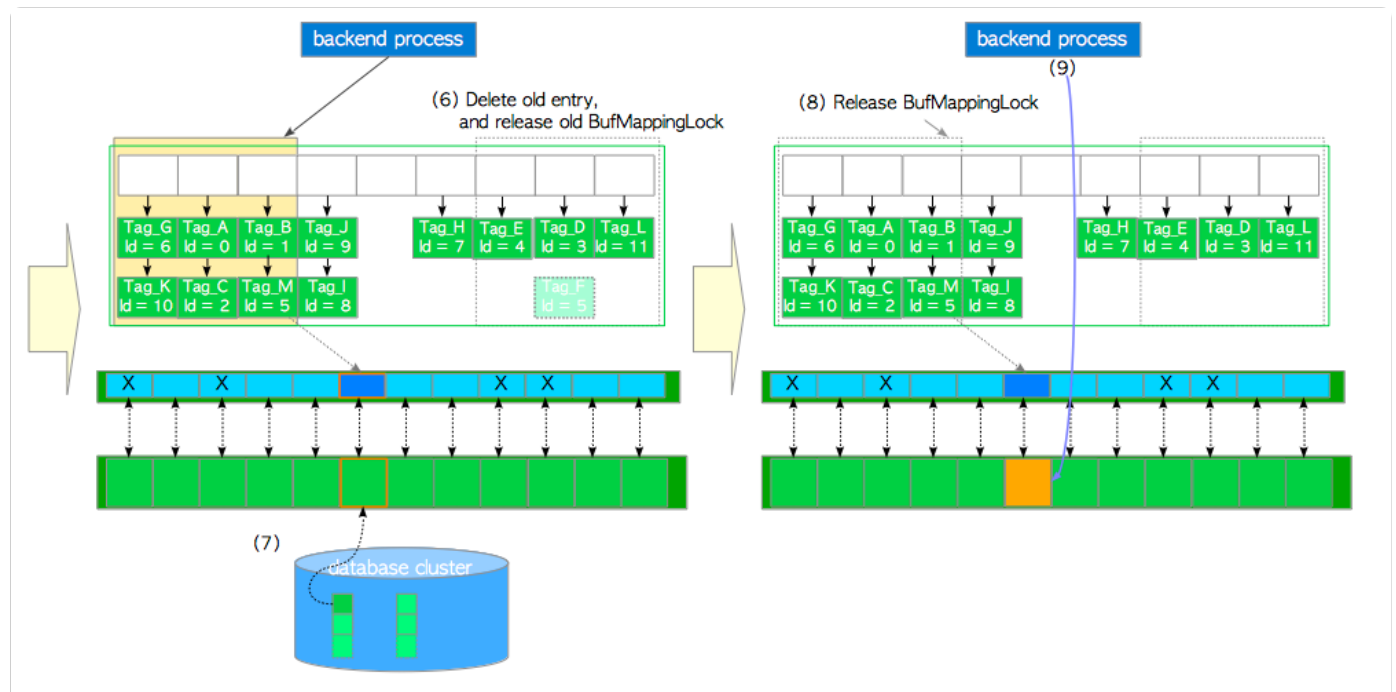 backend process
(6) Delete old entry,
and release old BufMappingLock
Tag_G Tag_A Tag_B Tag_J Tag_H Tag_E Tag_D Tag_L
Id = 6 Id = 0 Id = 1 Id = 9 Id = 7 Id = 4 Id = 3 Id = 11
Tag_K Tag_C Tag_M Tag_I Tag_F
Id = 10 Id = 2 Id = 5 Id = 8 Id = 5
X X X X
(7)
database cluster
backend process
(9)
(8) Release BufMappingLock
Tag_G Tag_A Tag_B Tag_J Tag_H Tag_E Tag_D Tag_L
Id = 6 Id = 0 Id = 1 Id = 9 Id = 7 Id = 4 Id = 3 Id = 11
Tag_K Tag_C Tag_M Tag_I
Id = 10 Id = 2 Id = 5 Id = 8
X X X X